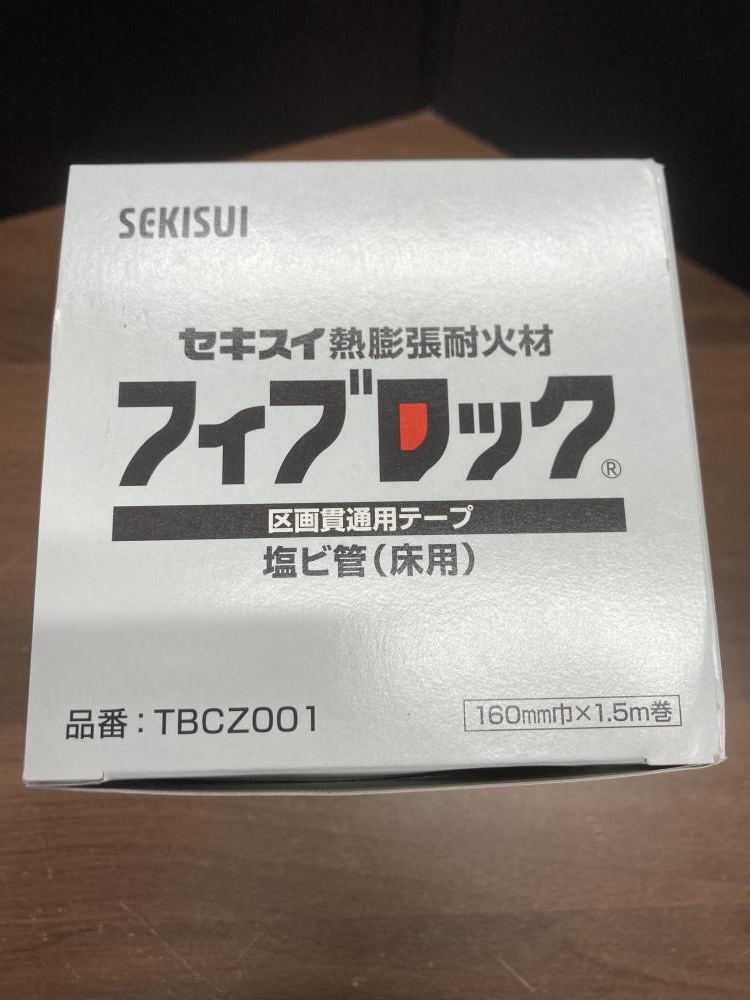 SEKISUI
セキスイ熱膨張耐火材
フィブロック®
区画貫通用テープ
塩ビ管(床用)
品番:TBCZ001
160mm巾×1.5m巻